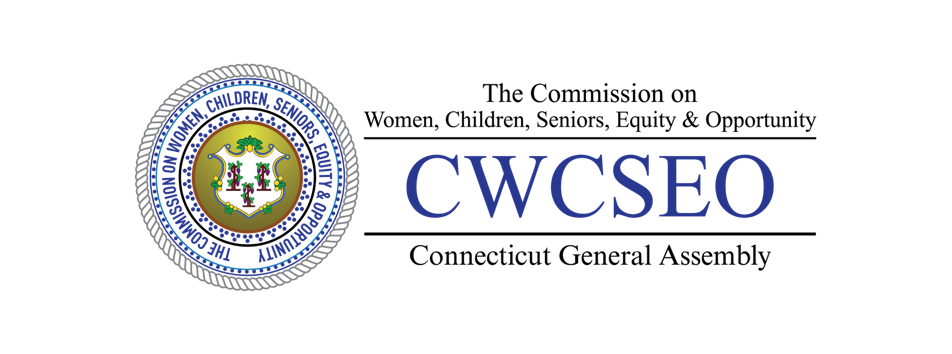 THE COMMISSION ON WOMEN, CHILDREN, SENIORS, EQUITY & OPPORTUNITY
The Commission on
Women, Children, Seniors, Equity & Opportunity
CWCSEO
Connecticut General Assembly